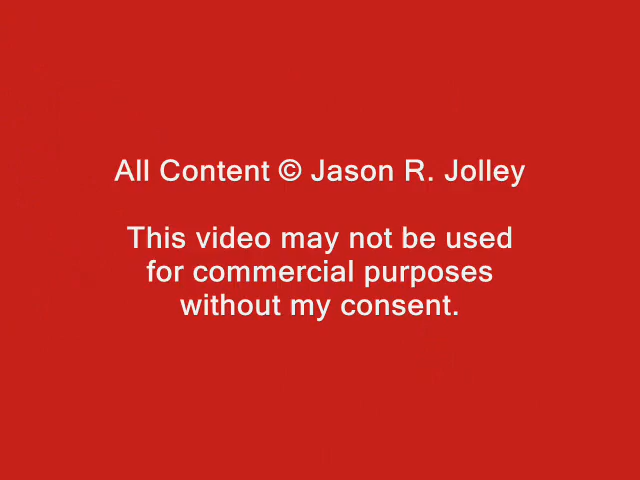 All Content © Jason R. Jolley
This video may not be used
for commercial purposes
without my consent.